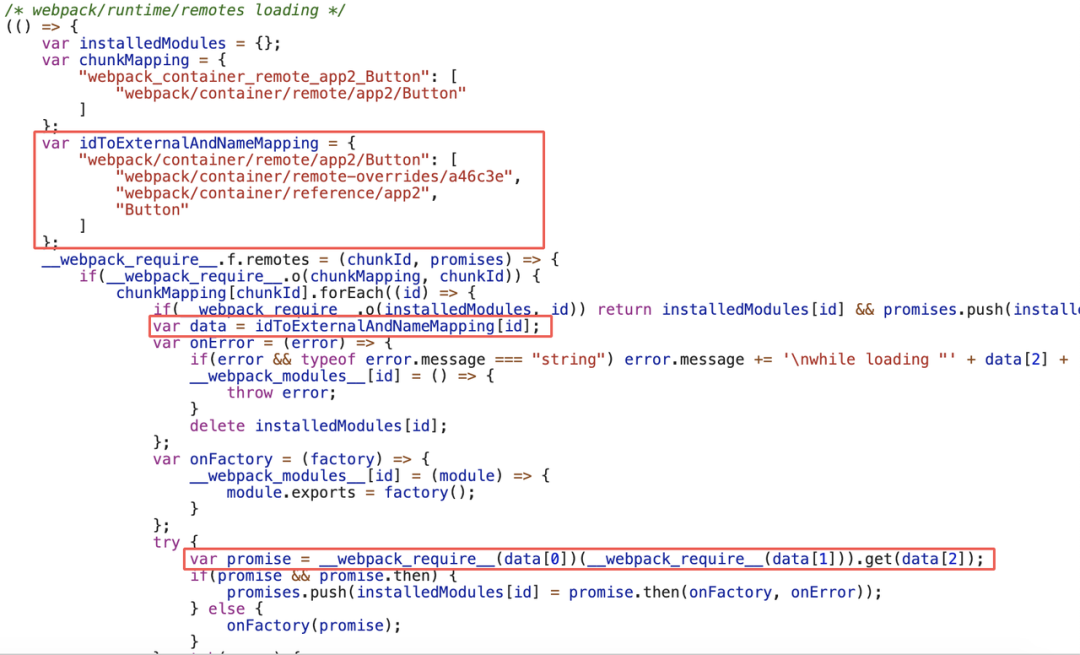 /* webpack/runtime/remotes loading */
(() => {
    var installedModules = {};
    var chunkMapping = {
        "webpack_container_remote_app2_Button": [
            "webpack/container/remote/app2/Button"
        ]
    };
    var idToExternalAndNameMapping = {
        "webpack/container/remote/app2/Button": [
            "webpack/container/remote-overrides/a46c3e",
            "webpack/container/reference/app2",
            "Button"
        ]
    };
    __webpack_require__.f.remotes = (chunkId, promises) => {
        if(__webpack_require__.o(chunkMapping, chunkId)) {
            chunkMapping[chunkId].forEach((id) => {
                if(__webpack_require__.o(installedModules, id)) return installedModules[id] && promises.push(install
                var data = idToExternalAndNameMapping[id];
                var onError = (error) => {
                    if(error && typeof error.message === "string") error.message += '\nwhile loading "' + data[2] +
                    __webpack_modules__[id] = () => {
                        throw error;
                    }
                    delete installedModules[id];
                };
                var onFactory = (factory) => {
                    __webpack_modules__[id] = (module) => {
                        module.exports = factory();
                    }
                };
                try {
                    var promise = __webpack_require__(data[0])(__webpack_require__(data[1])).get(data[2]);
                    if(promise && promise.then) {
                        promises.push(installedModules[id] = promise.then(onFactory, onError));
                    } else {
                        onFactory(promise);
                    }